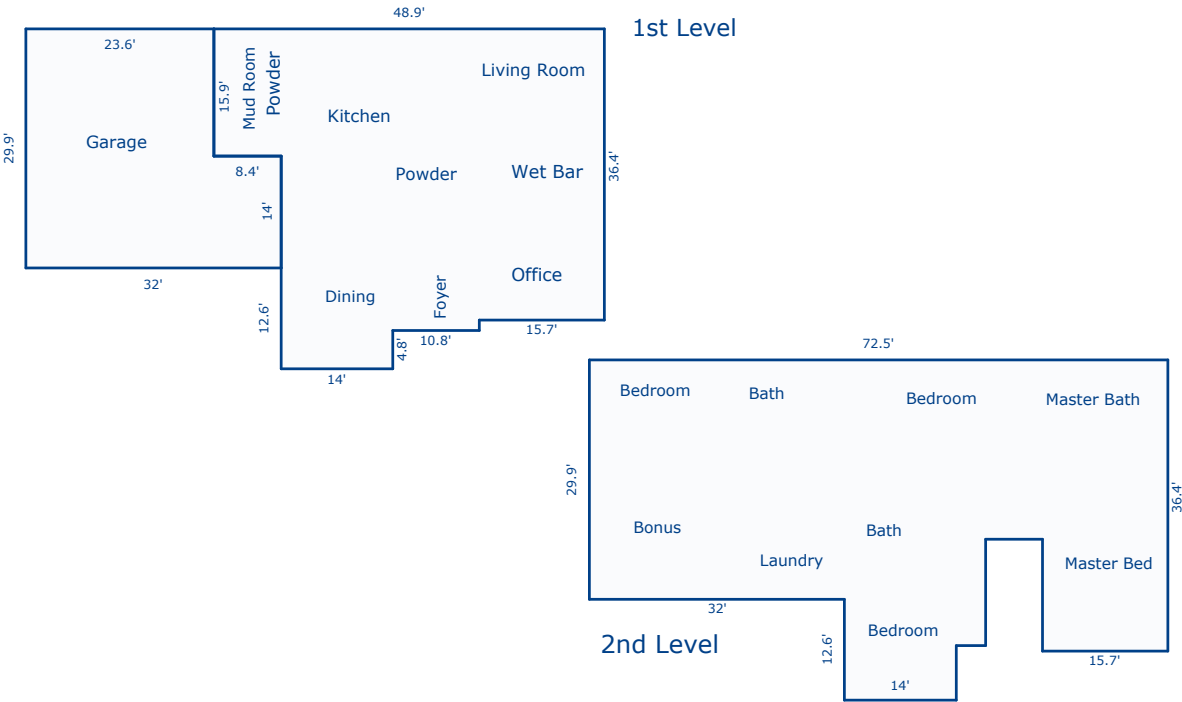 48.9'
1st Level
23.6'
Living Room
Mud Room
Powder
15.9'
Kitchen
Garage
29.9'
8.4'
Powder
Wet Bar
36.4'
14'
32'
Dining
Foyer
Office
12.6'
4.8'
10.8'
15.7'
14'
72.5'
Bedroom
Bath
Bedroom
Master Bath
29.9'
36.4'
Bonus
Bath
Laundry
Master Bed
32'
2nd Level
12.6'
Bedroom
15.7'
14'